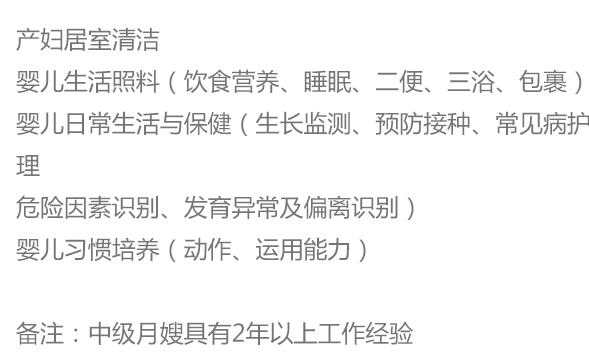 产妇居室清洁
婴儿生活照料（饮食营养、睡眠、二便、三浴、包裹）
婴儿日常生活与保健（生长监测、预防接种、常见病护
理
危险因素识别、发育异常及偏离识别）
婴儿习惯培养（动作、运用能力）
备注：中级月嫂具有2年以上工作经验